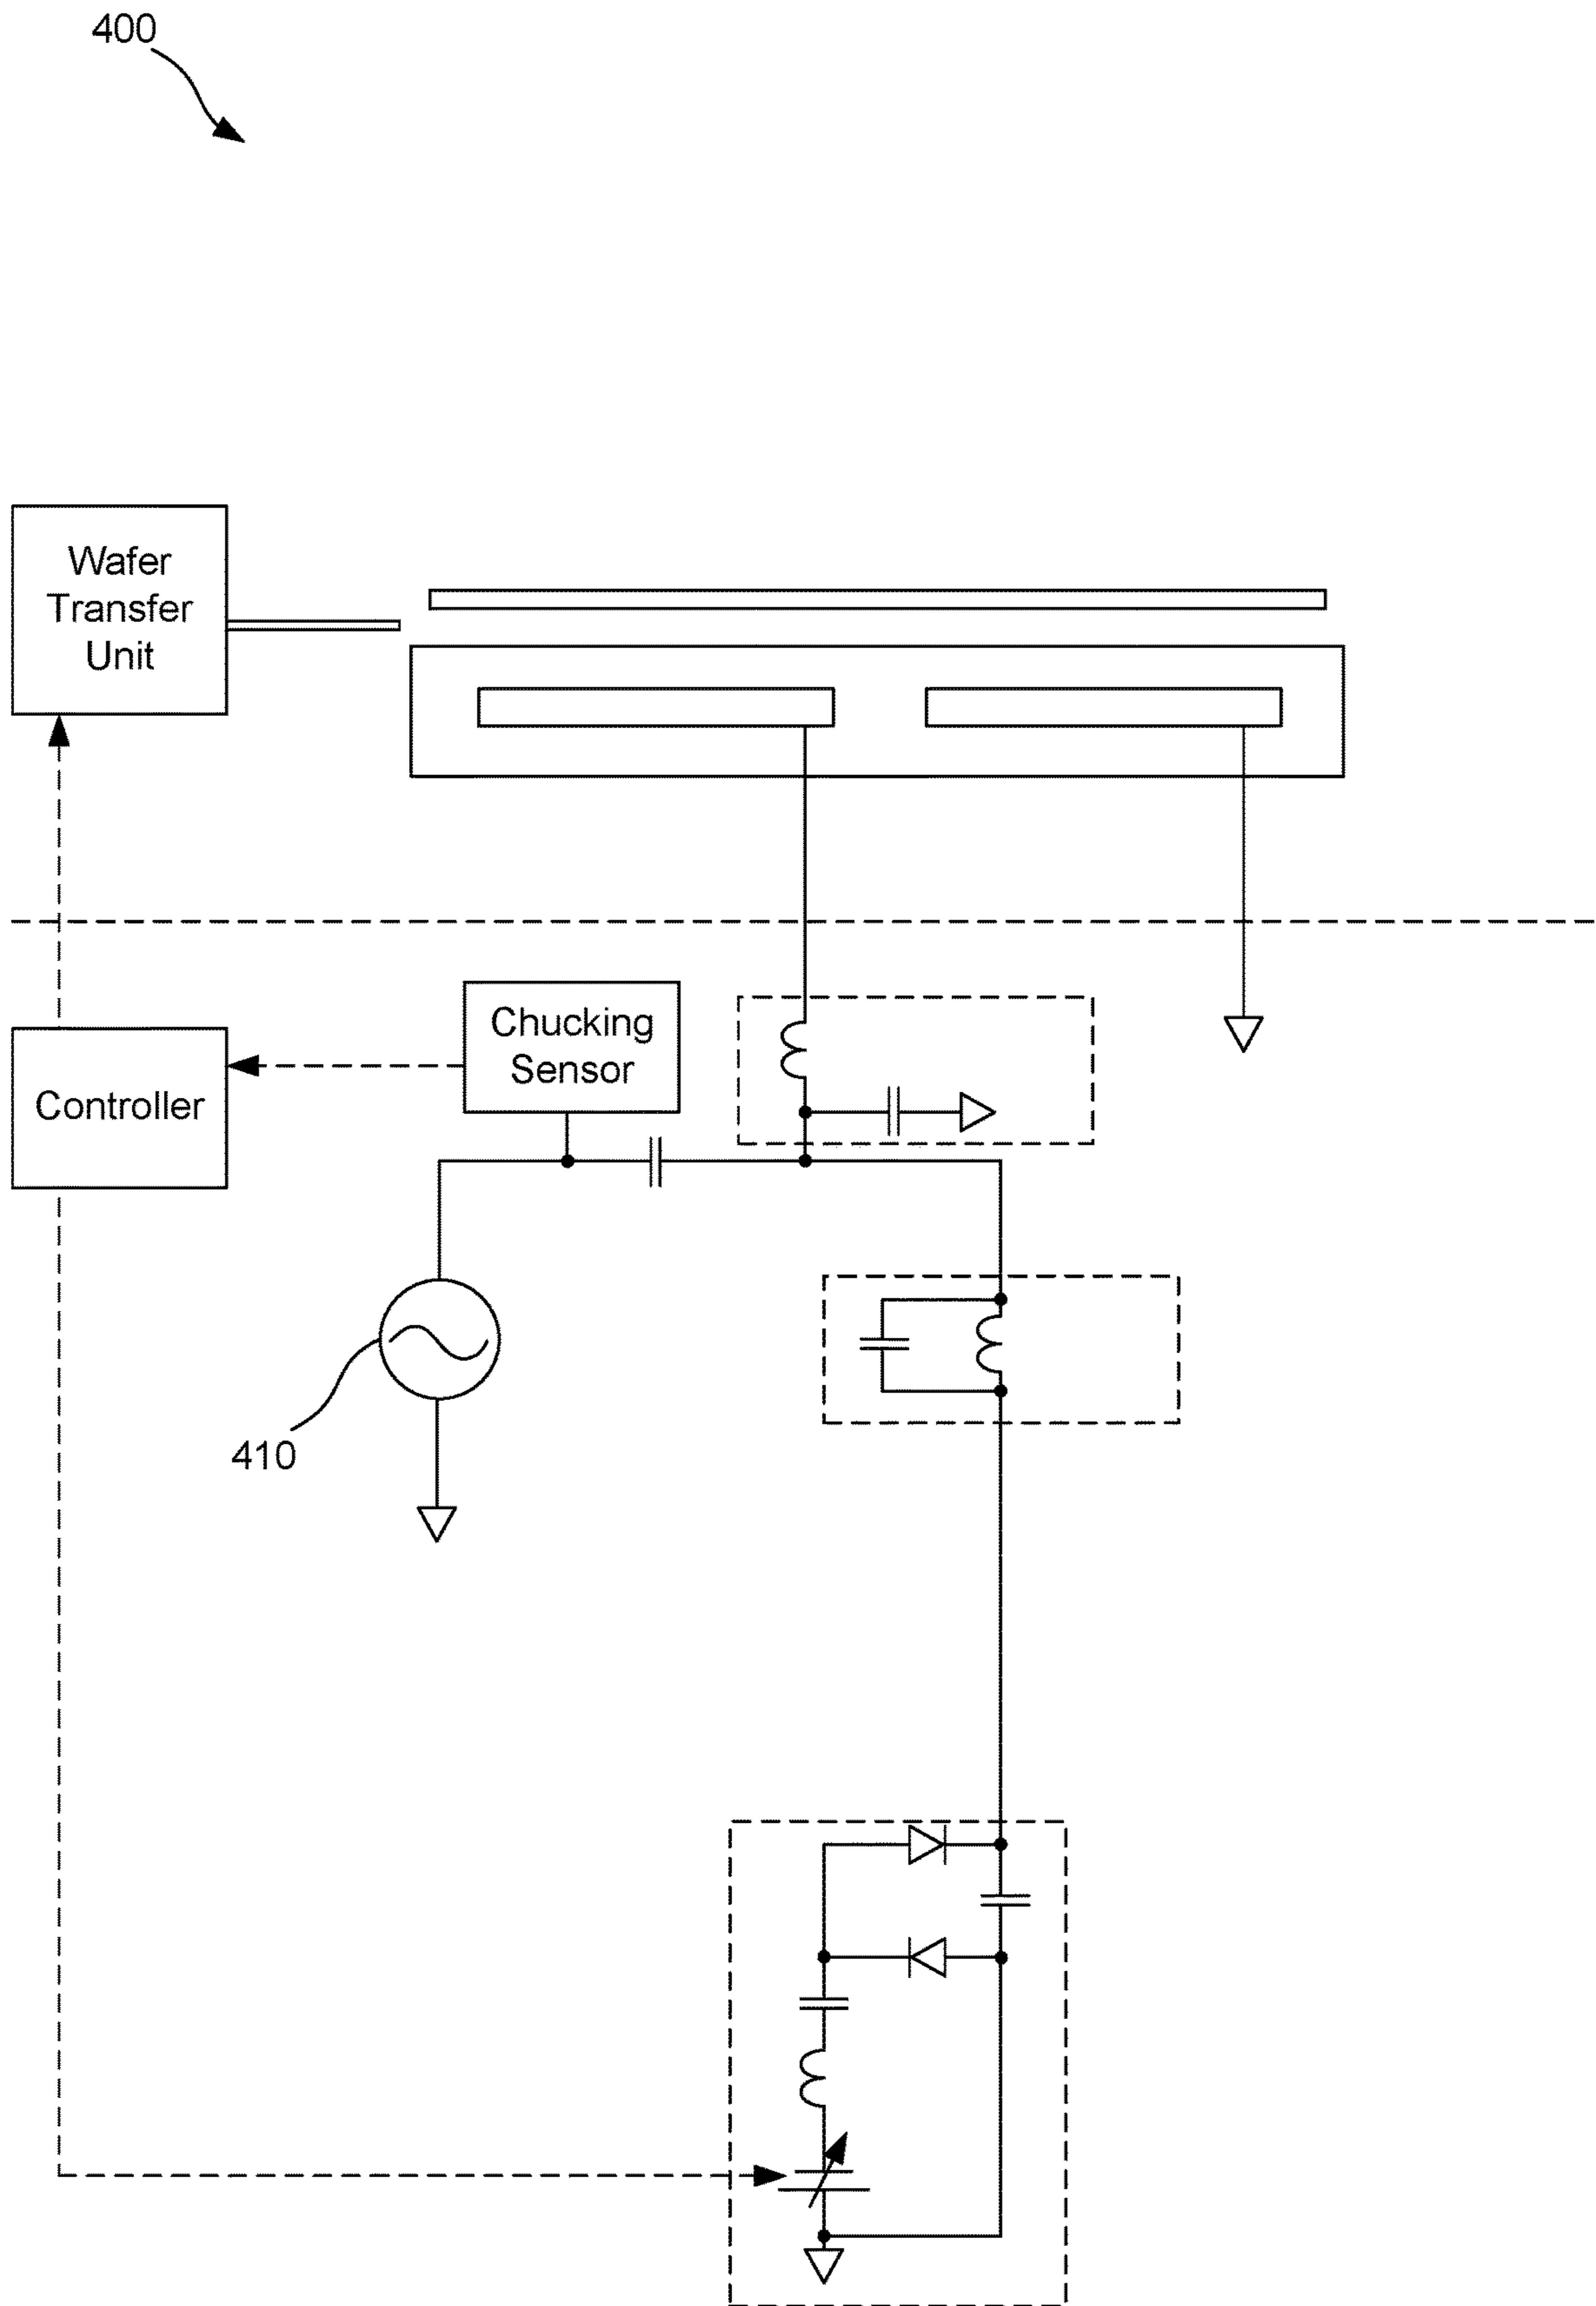 400
Wafer
Transfer
Unit
Chucking
Sensor
Controller
410